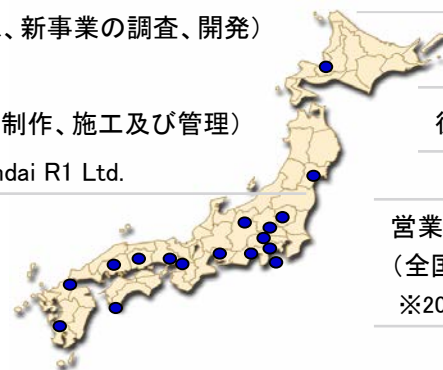 、新事業の調査、開発）
制作、施工及び管理）
ndai R1 Ltd.
営業
（全国
※20